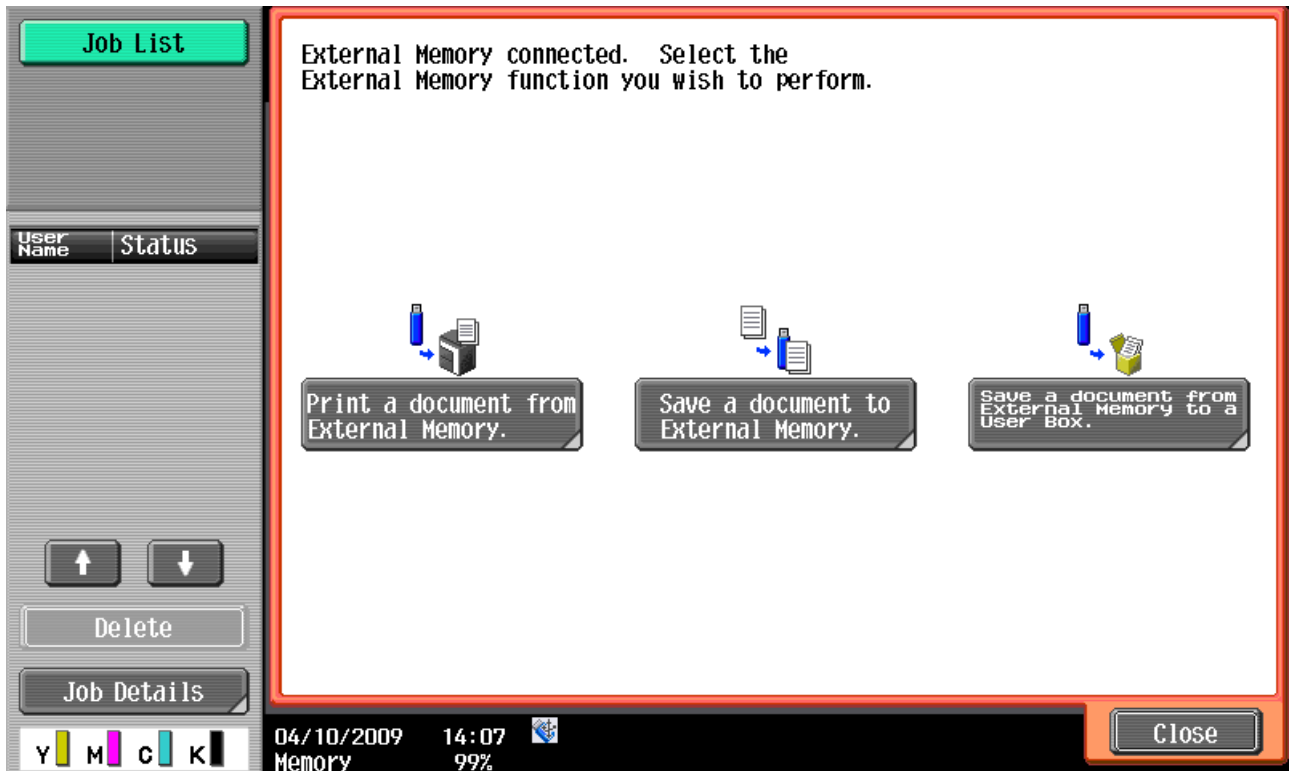 Job List
External Memory connected. Select the
External Memory function you wish to perform.
User
Name
Status
Print a document from
External Memory.
Save a document to
External Memory.
Save a document from
External Memory to a
User Box.
Delete
Job Details
Y M C K
04/10/2009 14:07
Memory 99%
Close